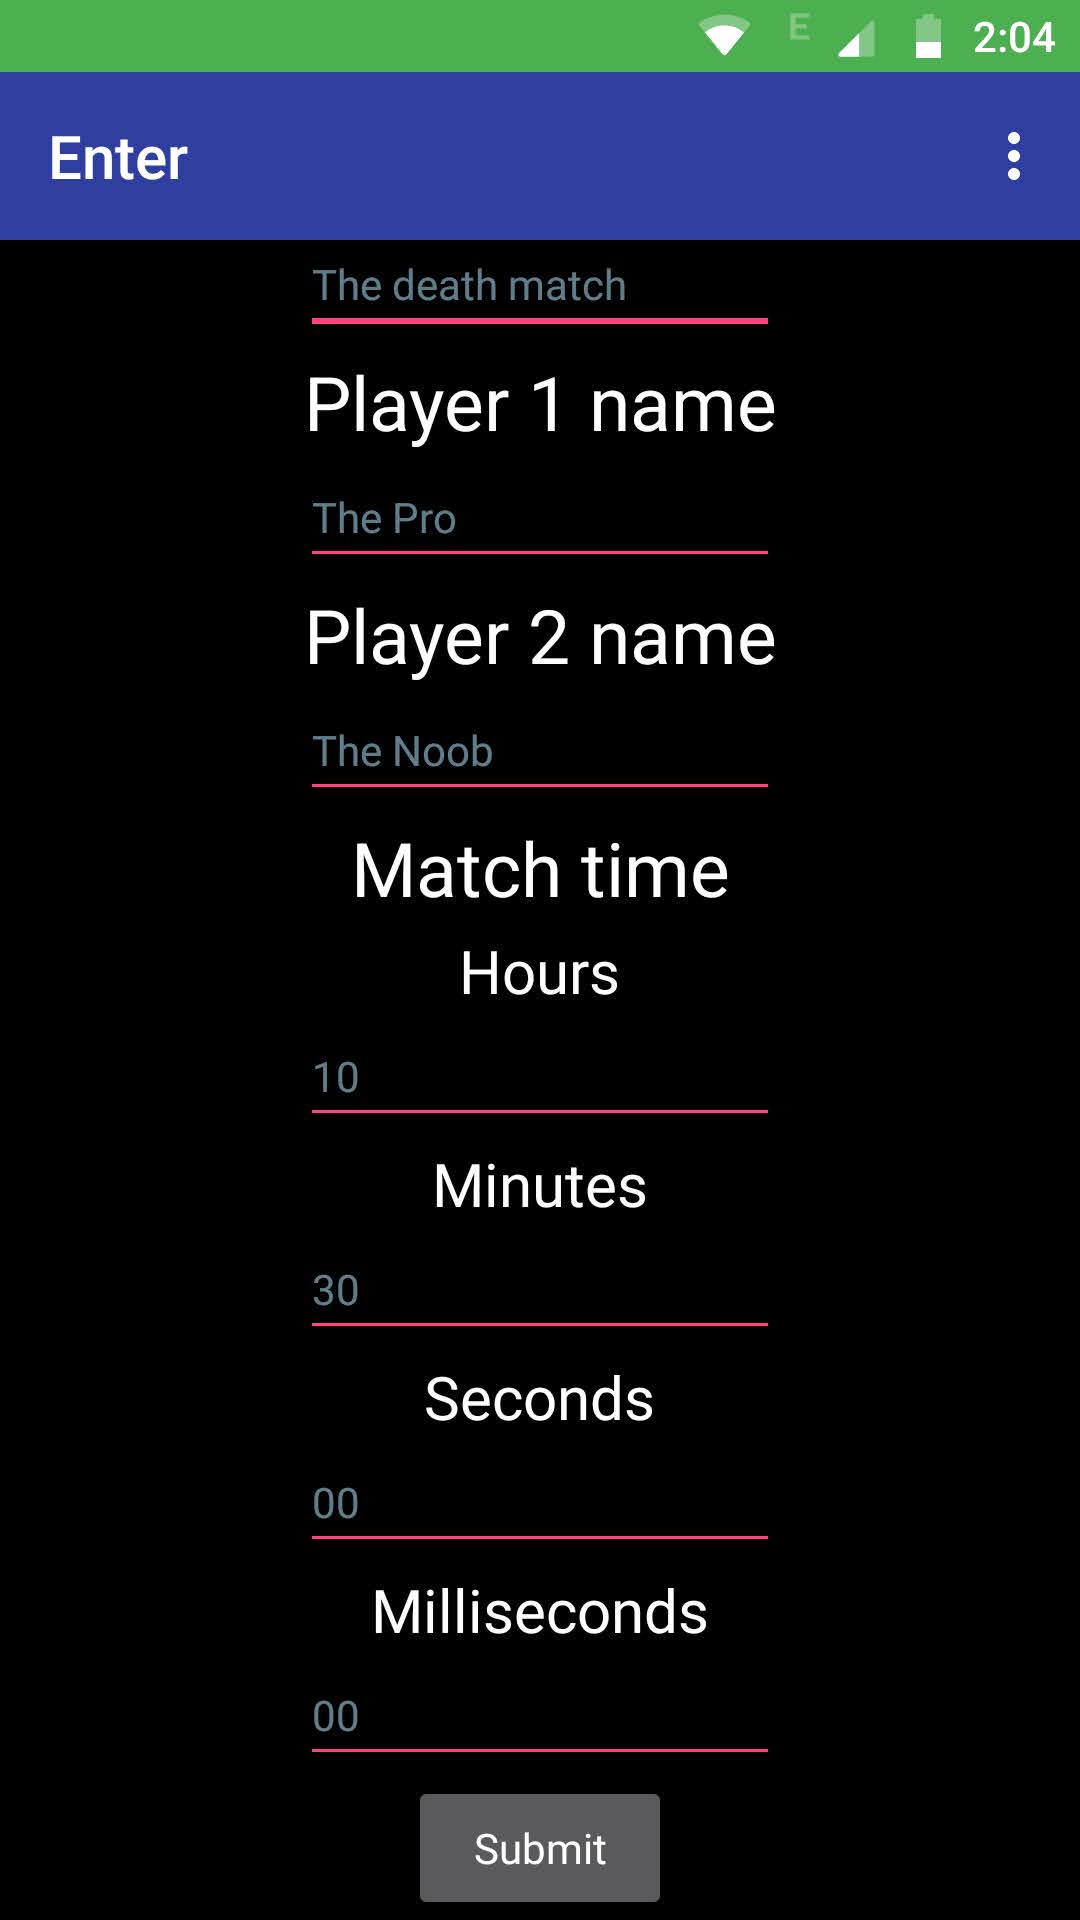 E 2:04
Enter
The death match
Player 1 name
The Pro
Player 2 name
The Noob
Match time
Hours
10
Minutes
30
Seconds
00
Milliseconds
00
Submit